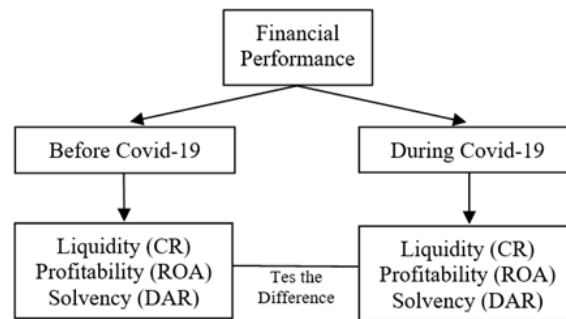 Financial
Performance
Before Covid-19
During Covid-19
Liquidity (CR)
Profitability (ROA)
Solvency (DAR)
Tes the
Difference
Liquidity (CR)
Profitability (ROA)
Solvency (DAR)